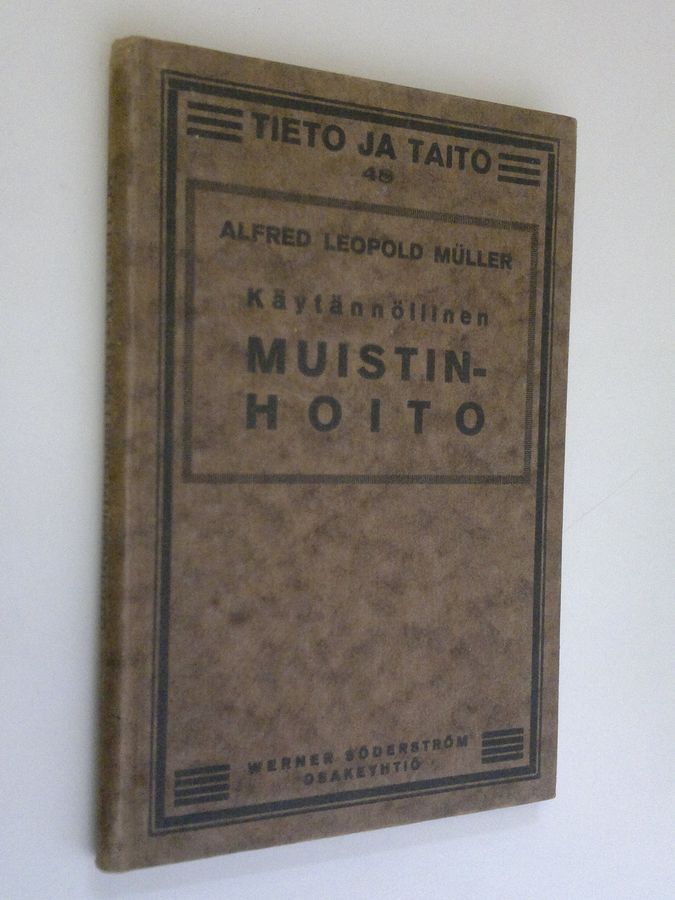 TIETO JA TAITO
48
ALFRED LEOPOLD MÜLLER
Käytännöllinen
MUISTIN-
HOITO
WERNER SÖDERSTRÖM
OSAKEYHTIÖ